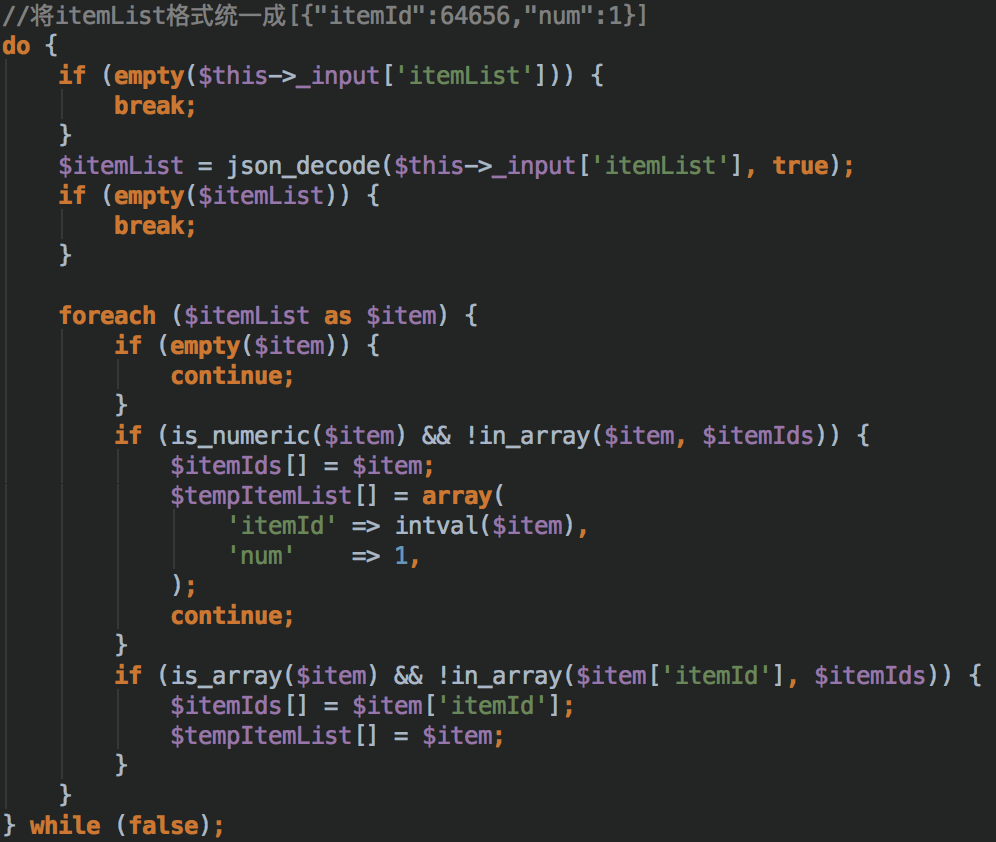 //将itemList格式统一成[{"itemId":64656,"num":1}]
do {
    if (empty($this->_input['itemList'])) {
        break;
    }
    $itemList = json_decode($this->_input['itemList'], true);
    if (empty($itemList)) {
        break;
    }

    foreach ($itemList as $item) {
        if (empty($item)) {
            continue;
        }
        if (is_numeric($item) && !in_array($item, $itemIds)) {
            $itemIds[] = $item;
            $tempItemList[] = array(
                'itemId' => intval($item),
                'num'    => 1,
            );
            continue;
        }
        if (is_array($item) && !in_array($item['itemId'], $itemIds)) {
            $itemIds[] = $item['itemId'];
            $tempItemList[] = $item;
        }
    }
} while (false);